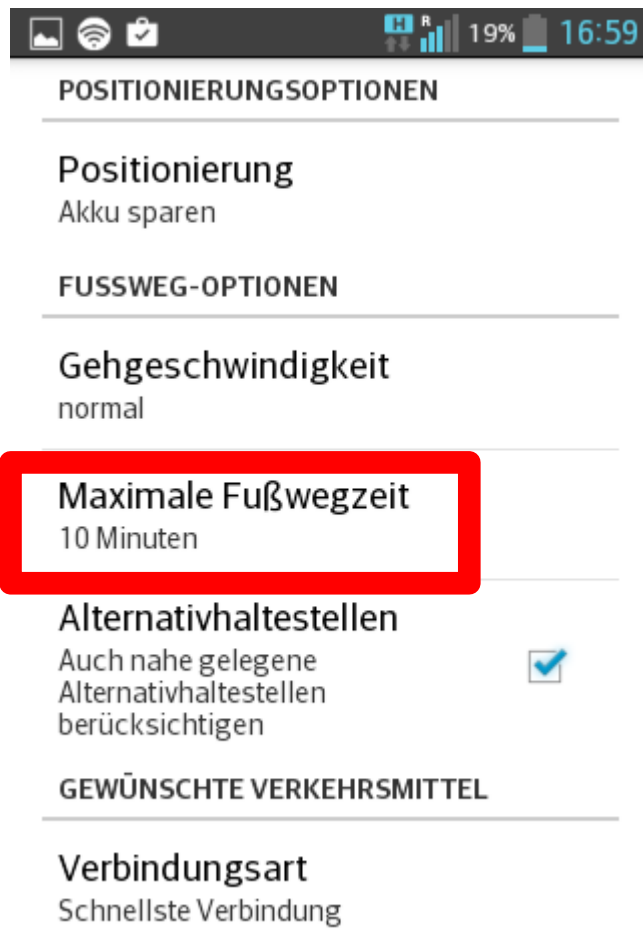 H R 19% 16:59
POSITIONIERUNGSOPTIONEN
Positionierung
Akku sparen
FUSSWEG-OPTIONEN
Gehgeschwindigkeit
normal
Maximale Fußwegzeit
10 Minuten
Alternativhaltestellen
Auch nahe gelegene
Alternativhaltestellen
berücksichtigen
GEWÜNSCHTE VERKEHRSMITTEL
Verbindungsart
Schnellste Verbindung